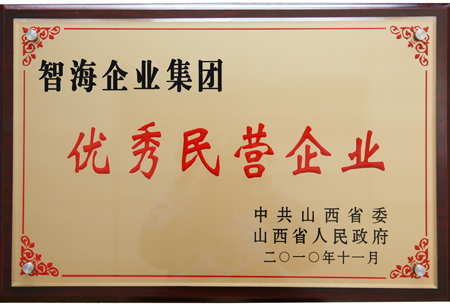 智海企业集团
优秀民营企业
中共山西省委
山西省人民政府
二〇一〇年十一月